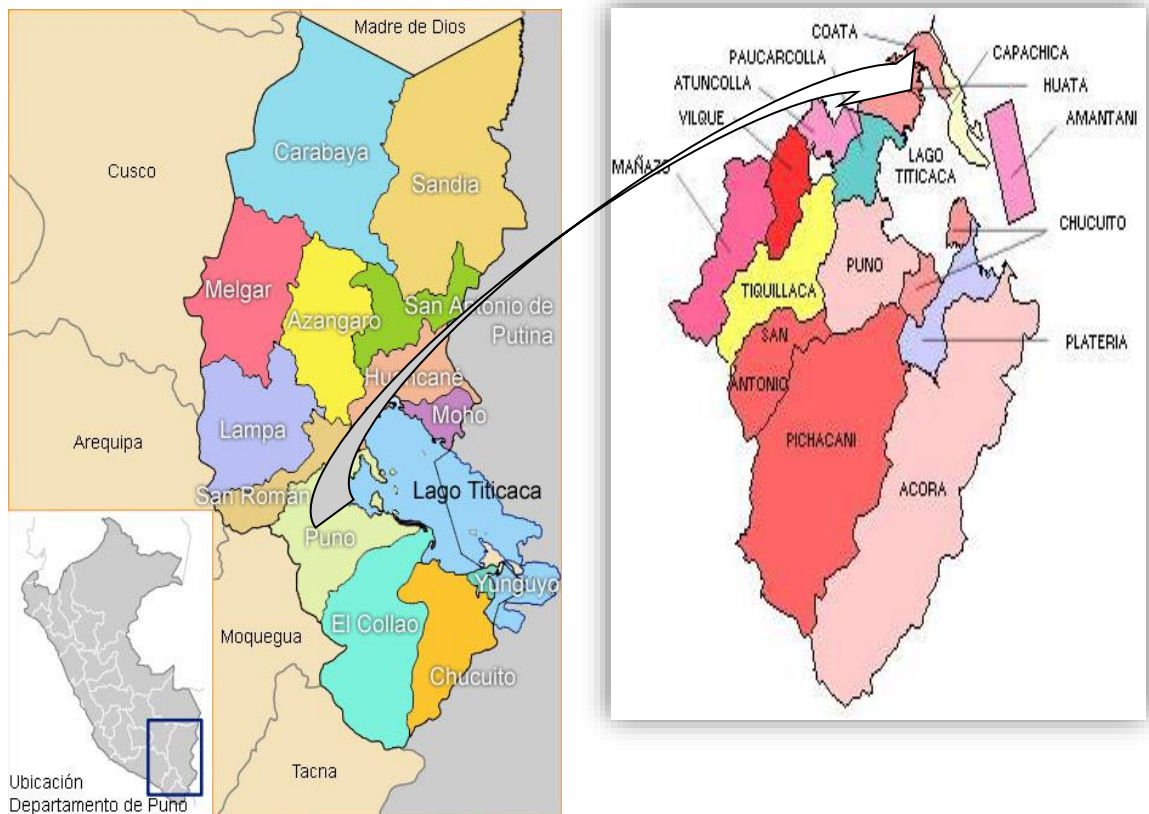 Madre de Dios
Cusco
Carabaya
Sandia
Melgar
Azangaro
San Antonio de
Putina
Huancané
Moho
Lampa
Arequipa
San Román
Lago Titicaca
Puno
Yunguyo
El Collao
Moquegua
Chucuito
Tacna
Ubicación
Departamento de Puno
COATA
PAUCARCOLLA
CAPACHICA
ATUNCOLLA
HUATA
VILQUE
AMANTANI
LAGO
TITICACA
MAÑAZO
CHUCUITO
PUNO
TIQUILLACA
SAN
ANTONIO
PLATERIA
PICHACANI
ACORA